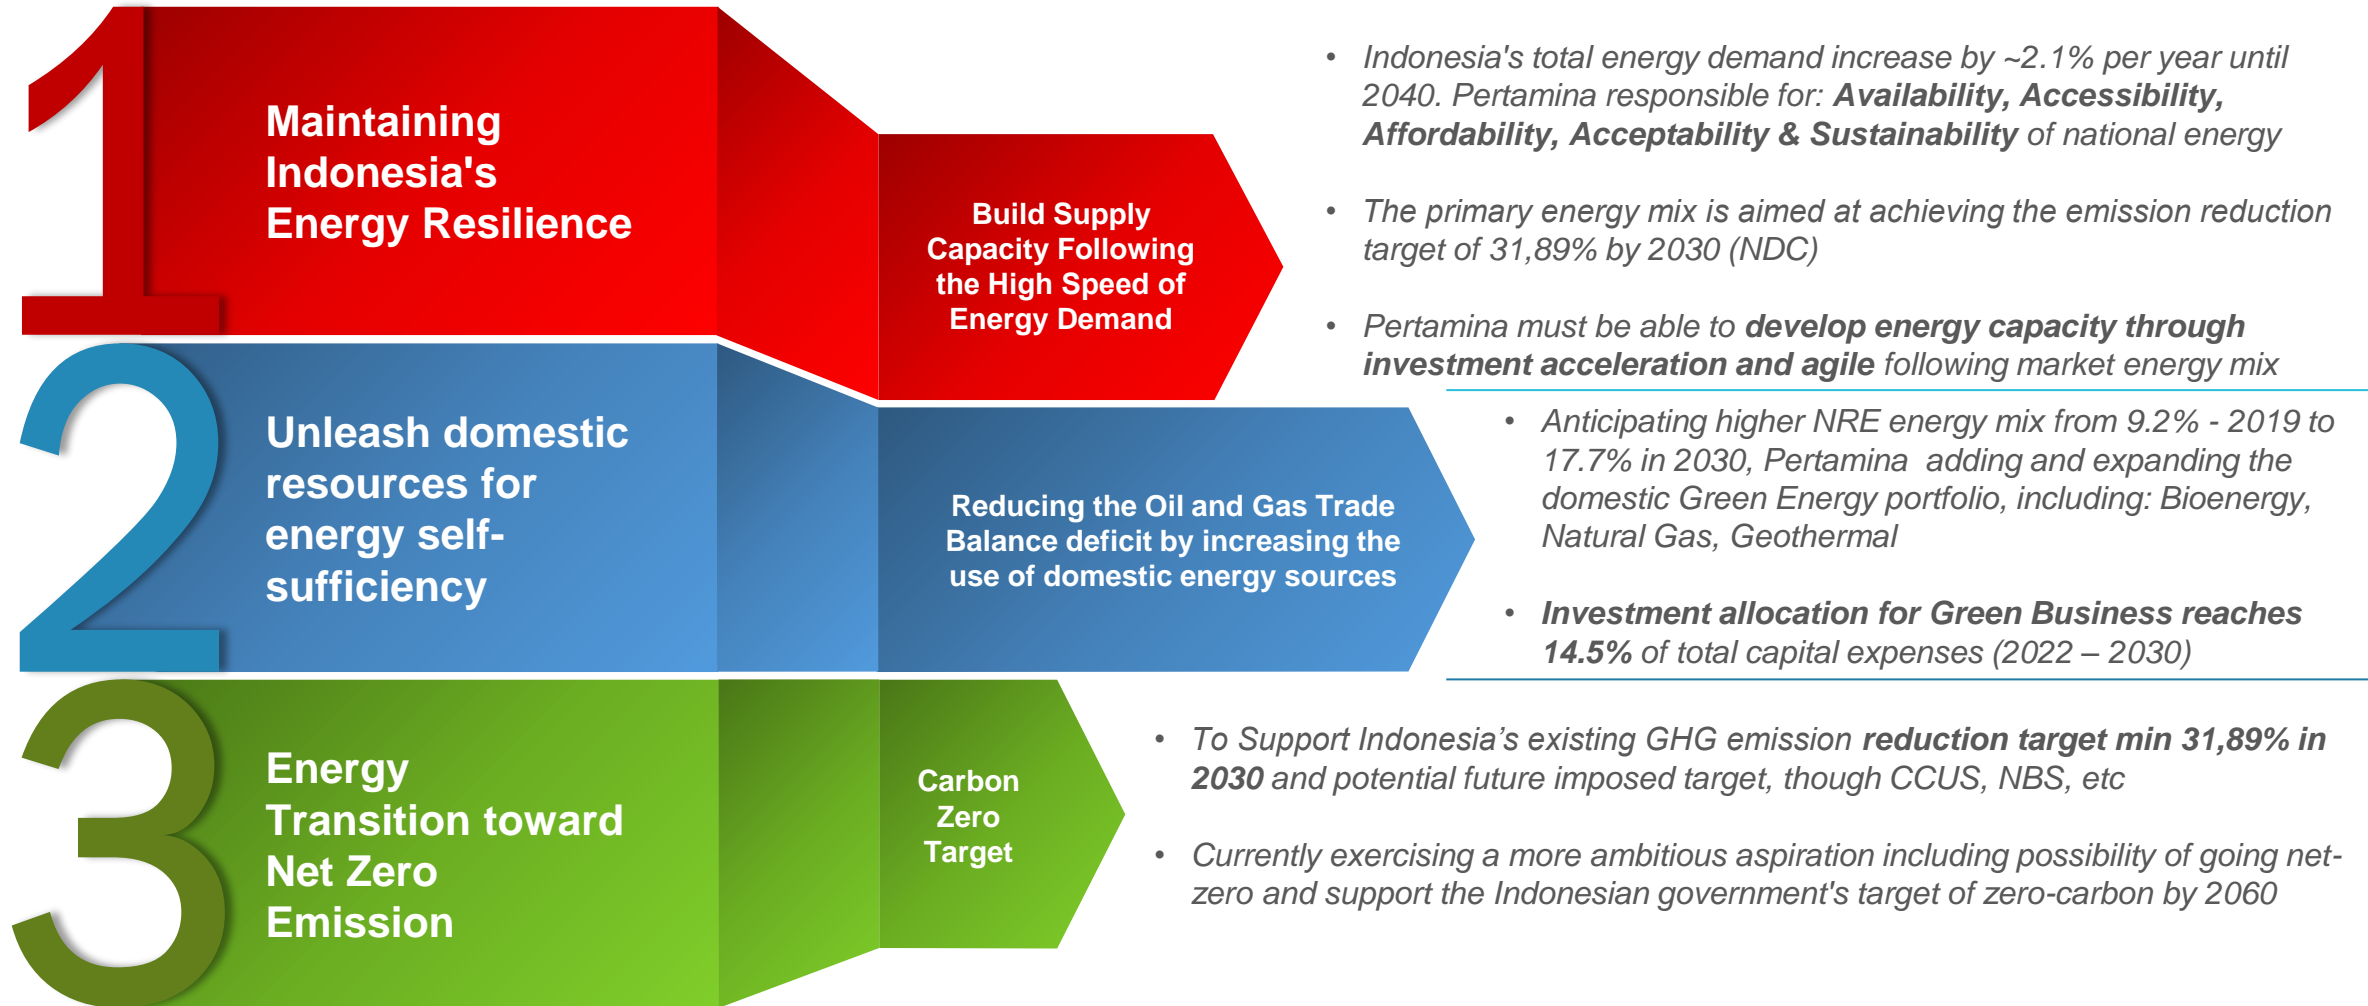 1
Maintaining
Indonesia's
Energy Resilience
Build Supply
Capacity Following
the High Speed of
Energy Demand
• Indonesia's total energy demand increase by ~2.1% per year until
2040. Pertamina responsible for: Availability, Accessibility,
Affordability, Acceptability & Sustainability of national energy
• The primary energy mix is aimed at achieving the emission reduction
target of 31,89% by 2030 (NDC)
• Pertamina must be able to develop energy capacity through
investment acceleration and agile following market energy mix
2
Unleash domestic
resources for
energy self-
sufficiency
Reducing the Oil and Gas Trade
Balance deficit by increasing the
use of domestic energy sources
• Anticipating higher NRE energy mix from 9.2% - 2019 to
17.7% in 2030, Pertamina adding and expanding the
domestic Green Energy portfolio, including: Bioenergy,
Natural Gas, Geothermal
• Investment allocation for Green Business reaches
14.5% of total capital expenses (2022 – 2030)
3
Energy
Transition toward
Net Zero
Emission
Carbon
Zero
Target
• To Support Indonesia’s existing GHG emission reduction target min 31,89% in
2030 and potential future imposed target, though CCUS, NBS, etc
• Currently exercising a more ambitious aspiration including possibility of going net-
zero and support the Indonesian government's target of zero-carbon by 2060